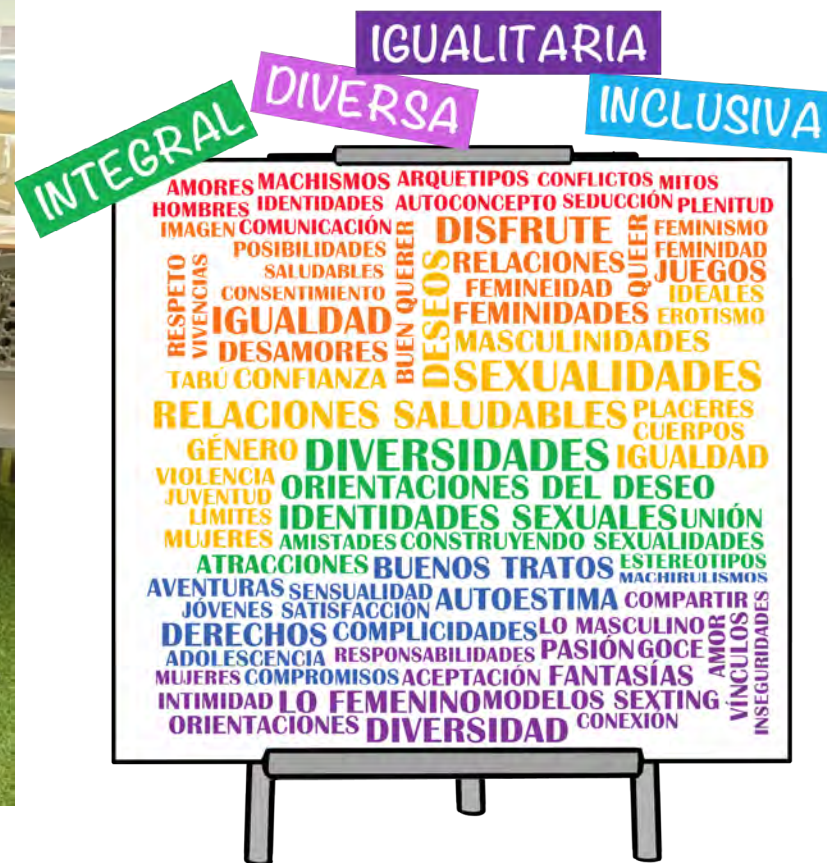 IGUALITARIA
DIVERSA
INCLUSIVA
INTEGRAL
AMORES MACHISMOS ARQUETIPOS CONFLICTOS MITOS
HOMBRES IDENTIDADES AUTOCONCEPTO SEDUCCIÓN PLENITUD
IMAGEN COMUNICACIÓN BUEN QUERER DISFRUTE QUEER FEMINISMO
POSIBILIDADES FEMINIDAD
RESPETO VIVENCIAS SALUDABLES DESEOS RELACIONES JUEGOS
CONSENTIMIENTO FEMINEIDAD IDEALES
IGUALDAD FEMINIDADES EROTISMO
DESAMORES MASCULINIDADES
TABÚ CONFIANZA SEXUALIDADES
RELACIONES SALUDABLES PLACERES
CUERPOS
GÉNERO DIVERSIDADES IGUALDAD
VIOLENCIA
JUVENTUD ORIENTACIONES DEL DESEO
LÍMITES IDENTIDADES SEXUALES UNIÓN
MUJERES AMISTADES CONSTRUYENDO SEXUALIDADES
ATRACCIONES BUENOS TRATOS ESTEREOTIPOS
MACHIRULISMOS
AVENTURAS SENSUALIDAD AUTOESTIMA COMPARTIR
JÓVENES SATISFACCIÓN
DERECHOS COMPLICIDADES LO MASCULINO AMOR VÍNCULOS INSEGURIDADES
ADOLESCENCIA RESPONSABILIDADES PASIÓN GOCE
MUJERES COMPROMISOS ACEPTACIÓN FANTASÍAS
INTIMIDAD LO FEMENINO MODELOS SEXTING
ORIENTACIONES DIVERSIDAD CONEXIÓN